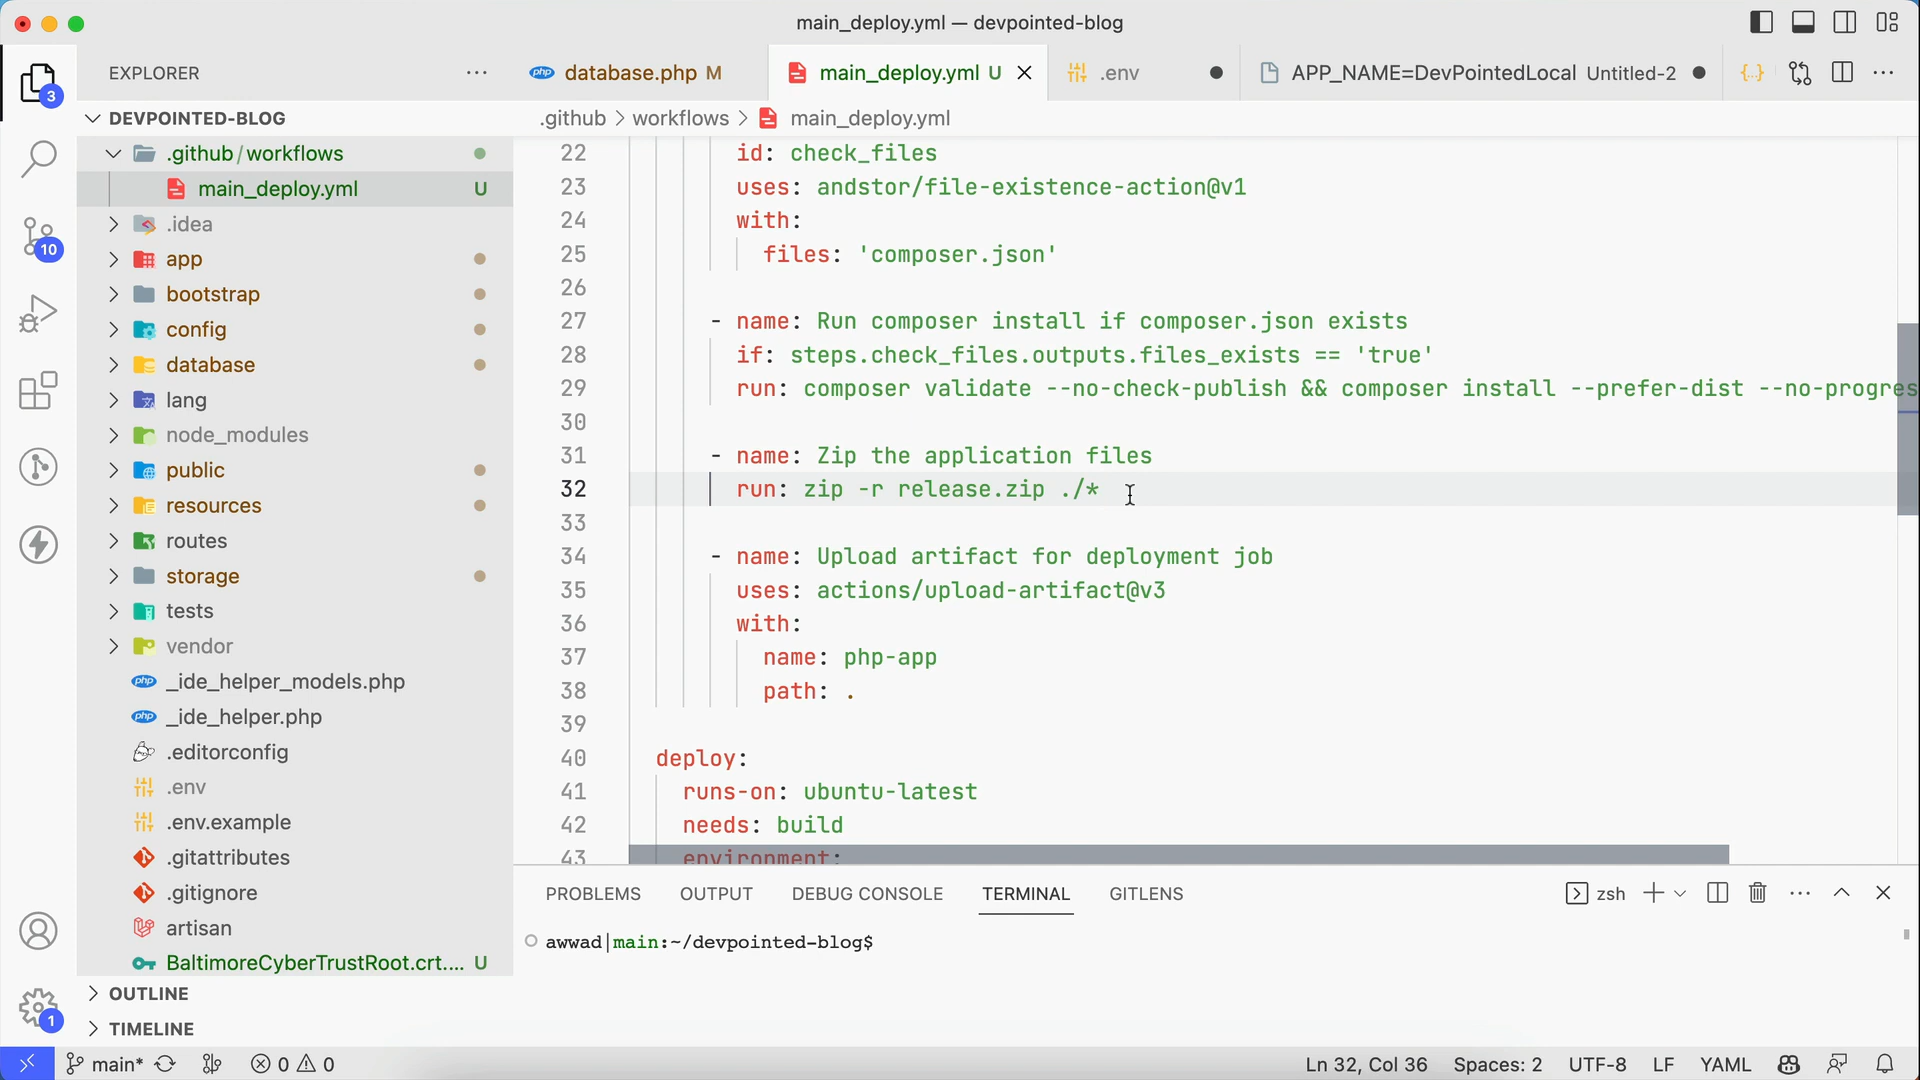 main_deploy.yml — devpointed-blog
EXPLORER
database.php M
main_deploy.yml U
.env
APP_NAME=DevPointedLocal Untitled-2
3
DEVPOINTED-BLOG
.github > workflows > main_deploy.yml
.github / workflows
main_deploy.yml U
.idea
app
bootstrap
config
database
lang
node_modules
public
resources
routes
storage
tests
vendor
_ide_helper_models.php
_ide_helper.php
.editorconfig
.env
.env.example
.gitattributes
.gitignore
artisan
BaltimoreCyberTrustRoot.crt.... U
OUTLINE
TIMELINE
10
1
22 id: check_files
23 uses: andstor/file-existence-action@v1
24 with:
25 files: 'composer.json'
26
27 - name: Run composer install if composer.json exists
28 if: steps.check_files.outputs.files_exists == 'true'
29 run: composer validate --no-check-publish && composer install --prefer-dist --no-progres
30
31 - name: Zip the application files
32 run: zip -r release.zip ./*
33
34 - name: Upload artifact for deployment job
35 uses: actions/upload-artifact@v3
36 with:
37 name: php-app
38 path: .
39
40 deploy:
41 runs-on: ubuntu-latest
42 needs: build
43 environment:
PROBLEMS OUTPUT DEBUG CONSOLE TERMINAL GITLENS
zsh
awwad|main:~/devpointed-blog$
main* 0 0
Ln 32, Col 36 Spaces: 2 UTF-8 LF YAML